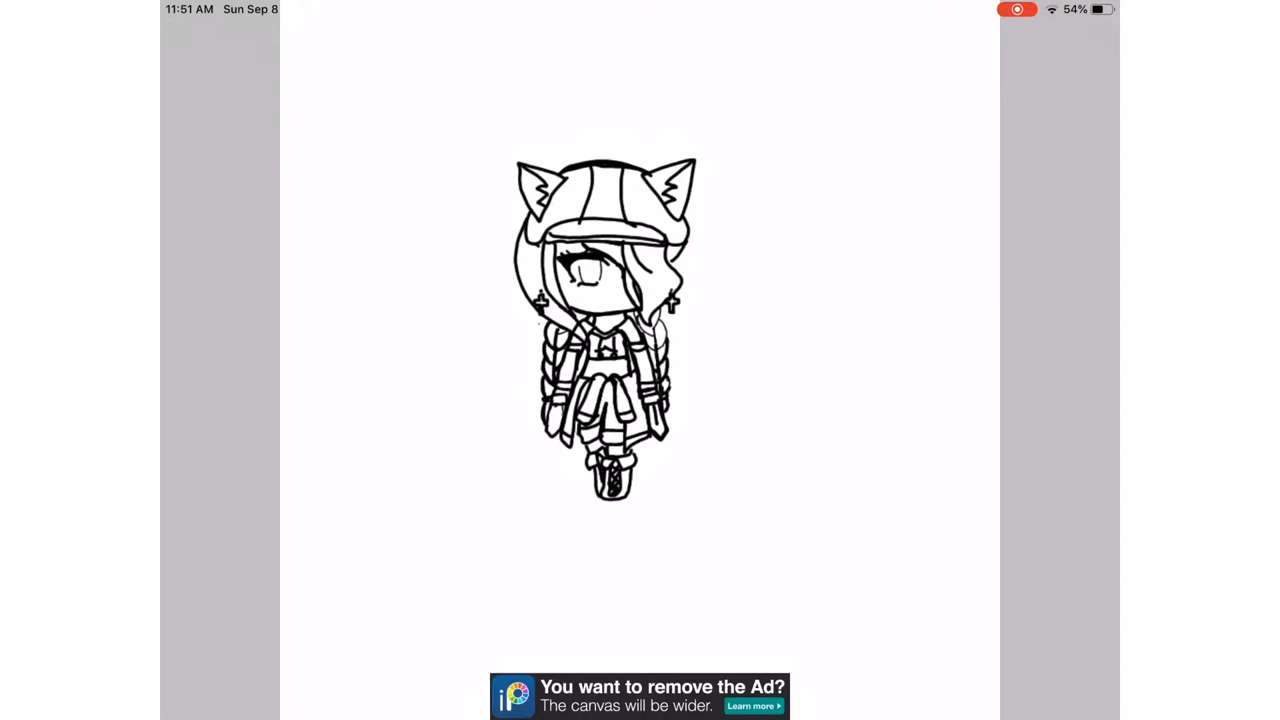 11:51 AM Sun Sep 8
54%
You want to remove the Ad?
The canvas will be wider.
Learn more